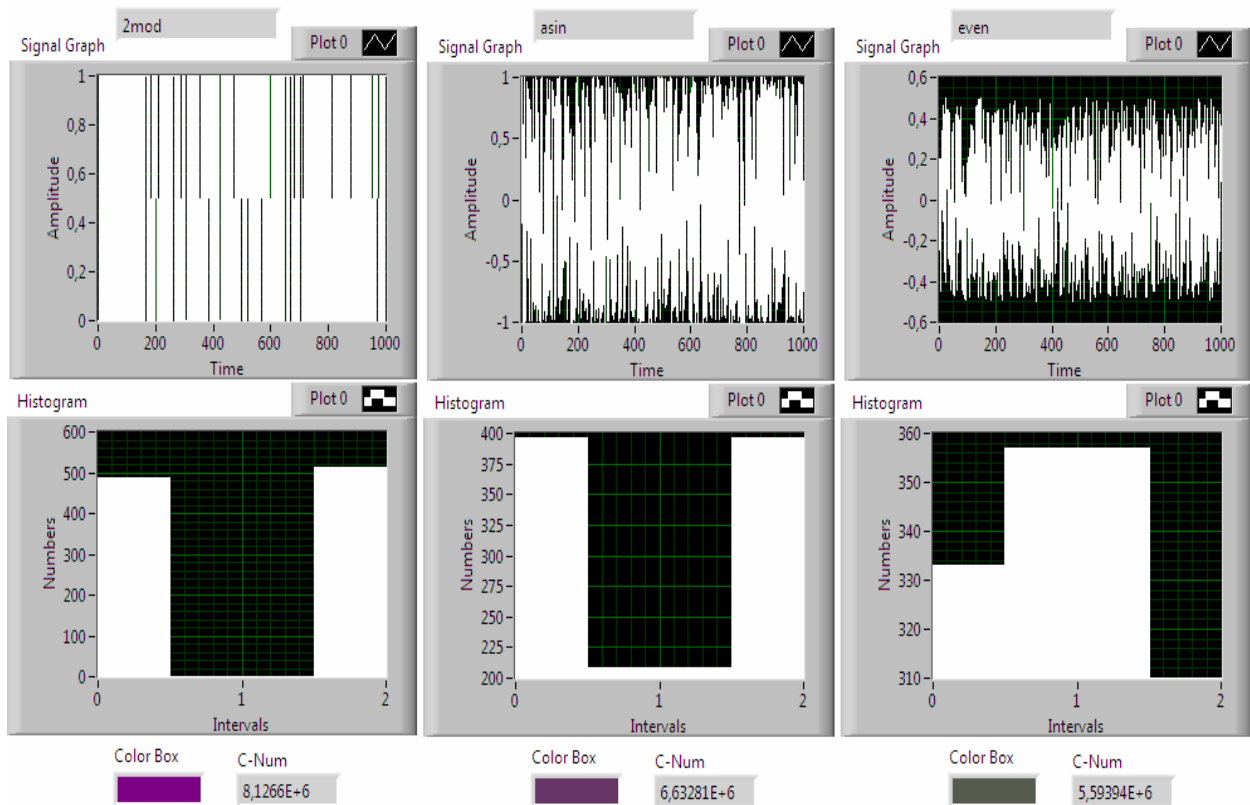 2mod
Signal Graph
Plot 0
Amplitude
1
0,8
0,6
0,4
0,2
0
0 200 400 600 800 1000
Time
Histogram
Plot 0
Numbers
600
500
400
300
200
100
0
0 1 2
Intervals
Color Box C-Num
8,1266E+6
asin
Signal Graph
Plot 0
Amplitude
1
0,5
0
-0,5
-1
0 200 400 600 800 1000
Time
Histogram
Plot 0
Numbers
400
375
350
325
300
275
250
225
200
0 1 2
Intervals
Color Box C-Num
6,63281E+6
even
Signal Graph
Plot 0
Amplitude
0,6
0,4
0,2
0
-0,2
-0,4
-0,6
0 200 400 600 800 1000
Time
Histogram
Plot 0
Numbers
360
350
340
330
320
310
0 1 2
Intervals
Color Box C-Num
5,59394E+6